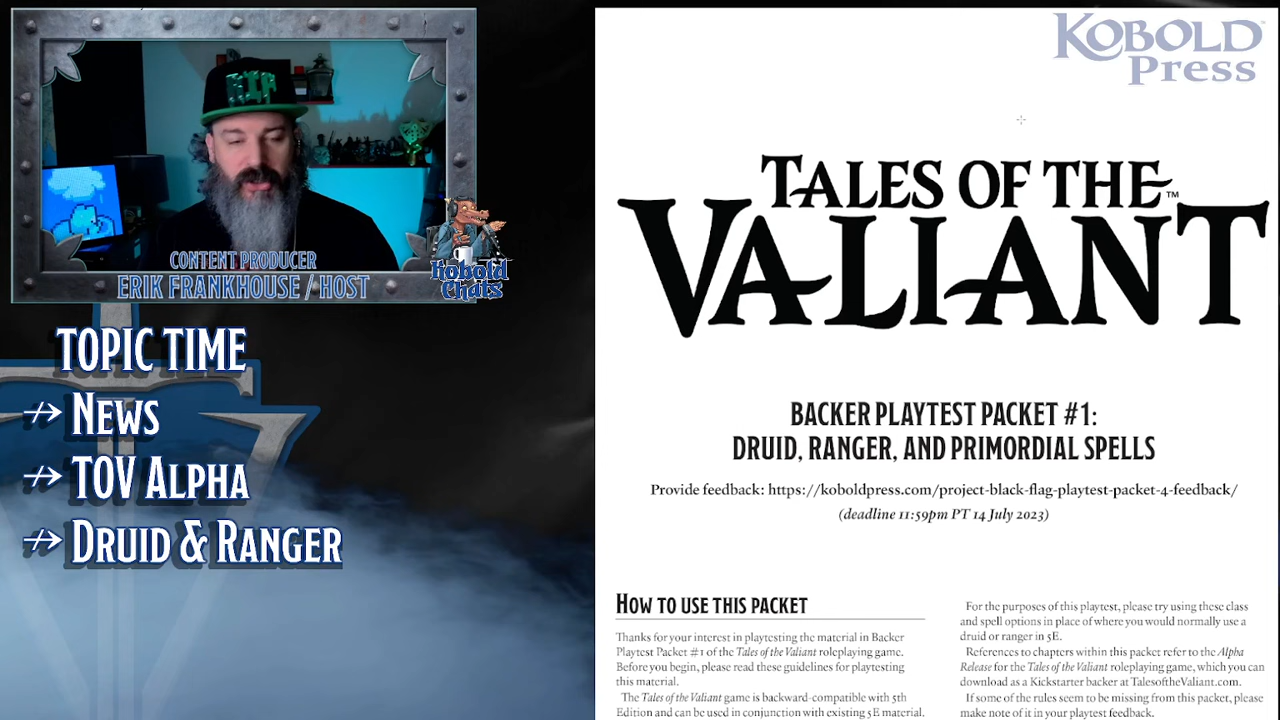 RIP
CONTENT PRODUCER
ERIK FRANKHOUSE / HOST
Kobold
Chats
TOPIC TIME
News
TOV Alpha
Druid & Ranger
KOBOLD
Press
TALES OF THE
VALIANT™
BACKER PLAYTEST PACKET #1:
DRUID, RANGER, AND PRIMORDIAL SPELLS
Provide feedback: https://koboldpress.com/project-black-flag-playtest-packet-4-feedback/
(deadline 11:59pm PT 14 July 2023)
How to use this packet
Thanks for your interest in playtesting the material in Backer
Playtest Packet #1 of the Tales of the Valiant roleplaying game.
Before you begin, please read these guidelines for playtesting
this material.
The Tales of the Valiant game is backward-compatible with 5th
Edition and can be used in conjunction with existing 5E material.
For the purposes of this playtest, please try using these class
and spell options in place of where you would normally use a
druid or ranger in 5E.
References to chapters within this packet refer to the Alpha
Release for the Tales of the Valiant roleplaying game, which you can
download as a Kickstarter backer at TalesoftheValiant.com.
If some of the rules seem to be missing from this packet, please
make note of it in your playtest feedback.